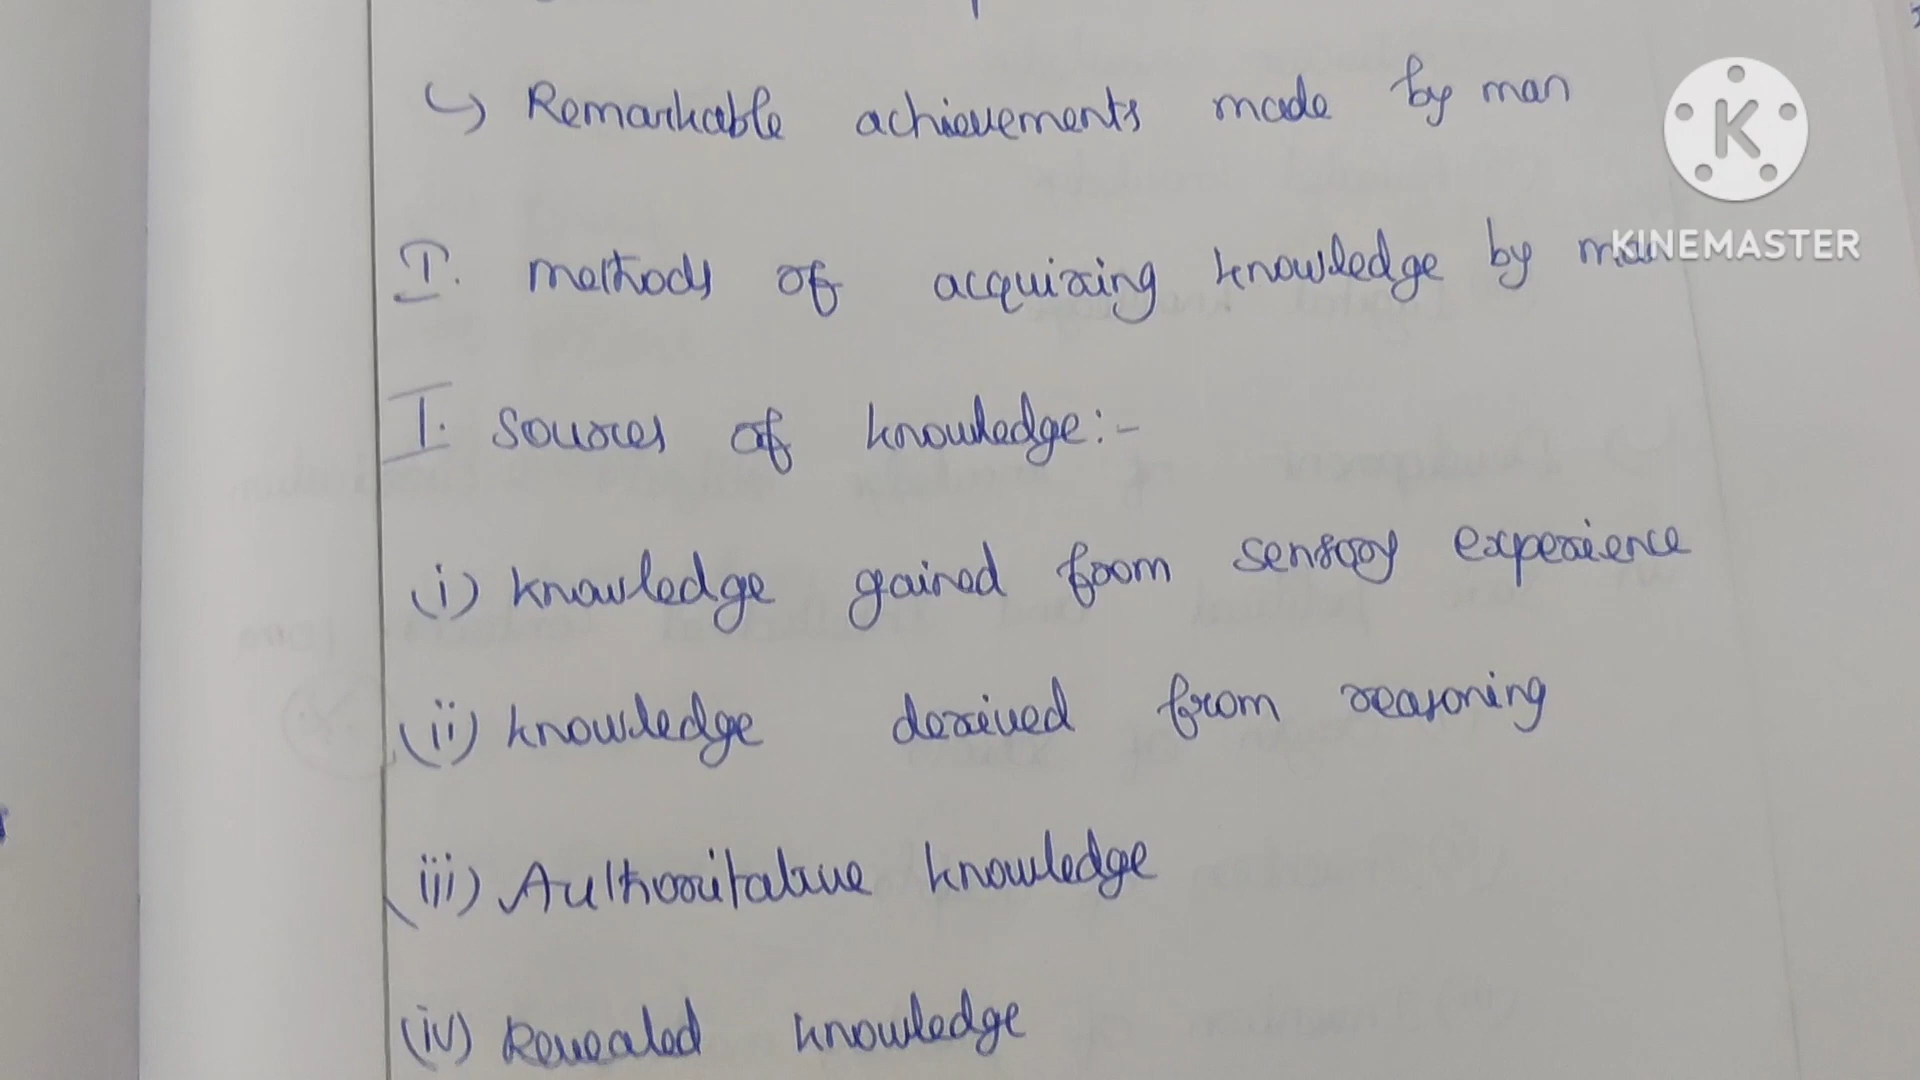 ↳ Remarkable achievements made by man
I. methods of acquiring knowledge by man
KINEMASTER
I. Sources of knowledge:-
(i) knowledge gained from sensory experience
(ii) knowledge derived from reasoning
(iii) Authoritative knowledge
(iv) Revealed knowledge